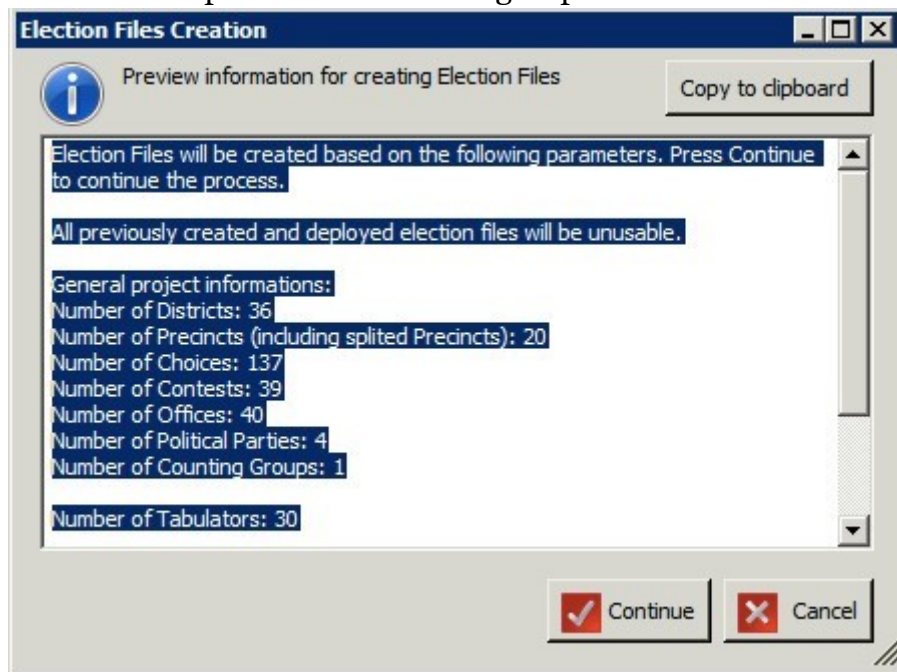 Election Files Creation
Preview information for creating Election Files
Copy to clipboard
Election Files will be created based on the following parameters. Press Continue
to continue the process.
All previously created and deployed election files will be unusable.
General project informations:
Number of Districts: 36
Number of Precincts (including splited Precincts): 20
Number of Choices: 137
Number of Contests: 39
Number of Offices: 40
Number of Political Parties: 4
Number of Counting Groups: 1
Number of Tabulators: 30
Continue
Cancel